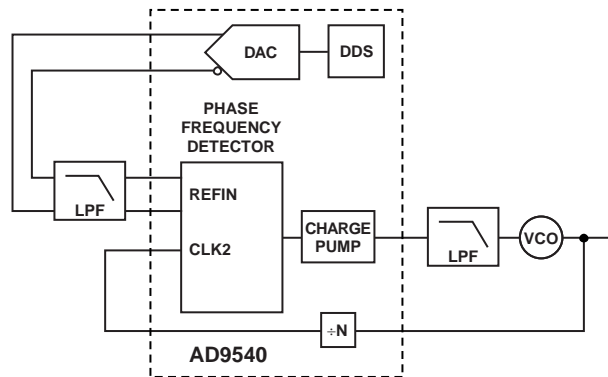 DAC
DDS
PHASE
FREQUENCY
DETECTOR
REFIN
LPF
CLK2
CHARGE
PUMP
LPF
VCO
÷N
AD9540